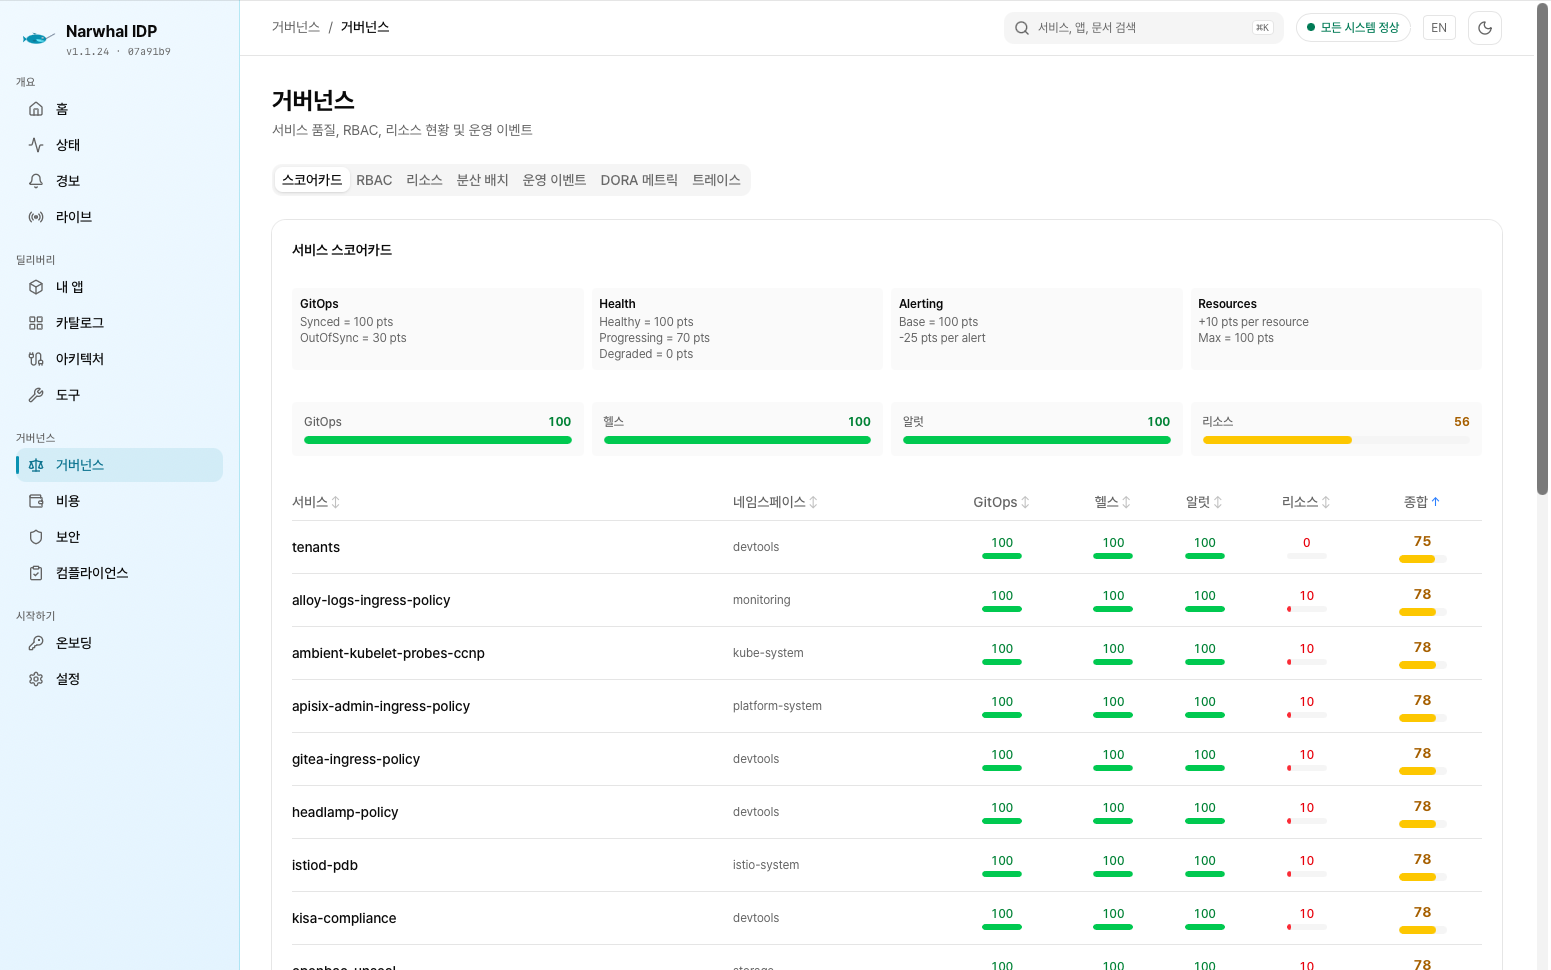 Narwhal IDP
v1.1.24 · 07a91b9
개요
홈
상태
경보
라이브
딜리버리
내 앱
카탈로그
아키텍처
도구
거버넌스
거버넌스
비용
보안
컴플라이언스
시작하기
온보딩
설정
거버넌스 / 거버넌스
서비스, 앱, 문서 검색 ⌘K
모든 시스템 정상
EN
거버넌스
서비스 품질, RBAC, 리소스 현황 및 운영 이벤트
스코어카드 RBAC 리소스 분산 배치 운영 이벤트 DORA 메트릭 트레이스
서비스 스코어카드
GitOps
Synced = 100 pts
OutOfSync = 30 pts
Health
Healthy = 100 pts
Progressing = 70 pts
Degraded = 0 pts
Alerting
Base = 100 pts
-25 pts per alert
Resources
+10 pts per resource
Max = 100 pts
GitOps 100
헬스 100
알럿 100
리소스 56
서비스 네임스페이스 GitOps 헬스 알럿 리소스 종합
tenants devtools 100 100 100 0 75
alloy-logs-ingress-policy monitoring 100 100 100 10 78
ambient-kubelet-probes-ccnp kube-system 100 100 100 10 78
apisix-admin-ingress-policy platform-system 100 100 100 10 78
gitea-ingress-policy devtools 100 100 100 10 78
headlamp-policy devtools 100 100 100 10 78
istiod-pdb istio-system 100 100 100 10 78
kisa-compliance devtools 100 100 100 10 78
100 100 100 10 78